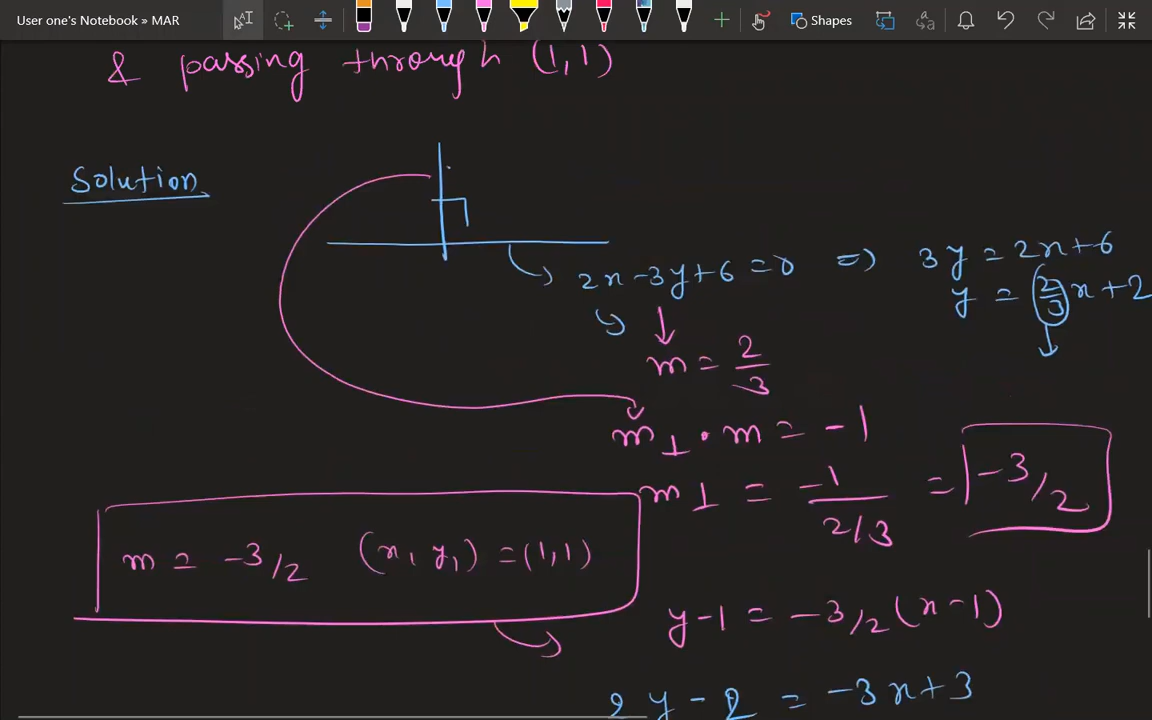 User one's Notebook » MAR
Shapes
& passing through (1,1)
Solution
2x-3y+6=0 => 3y=2x+6
y = (2/3)x+2
m = 2/3
m⊥ · m = -1
m⊥ = -1/(2/3) = -3/2
m = -3/2 (x₁ y₁) = (1,1)
y-1 = -3/2(x-1)
2y-2 = -3x+3